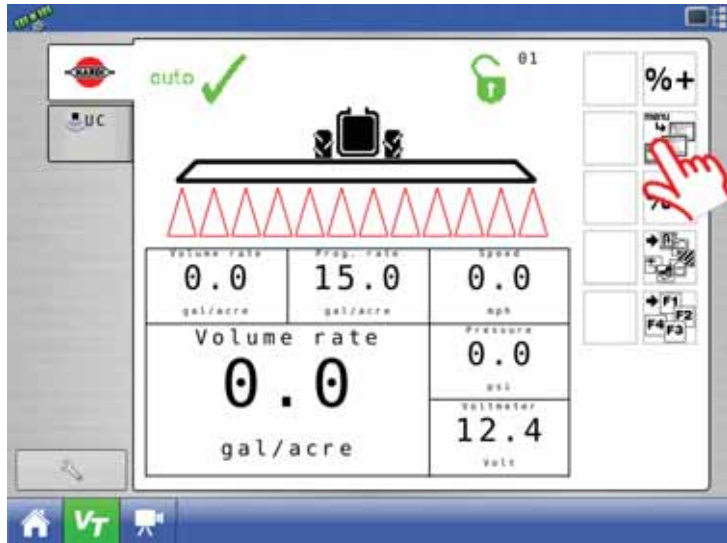 HARDI
auto
01
%+
UC
menu
Volume rate
Prog. rate
Speed
0.0
15.0
0.0
gal/acre
gal/acre
mph
Volume rate
Pressure
0.0
0.0
psi
Voltmeter
12.4
gal/acre
Volt
F1
F2
F4
F3
VT